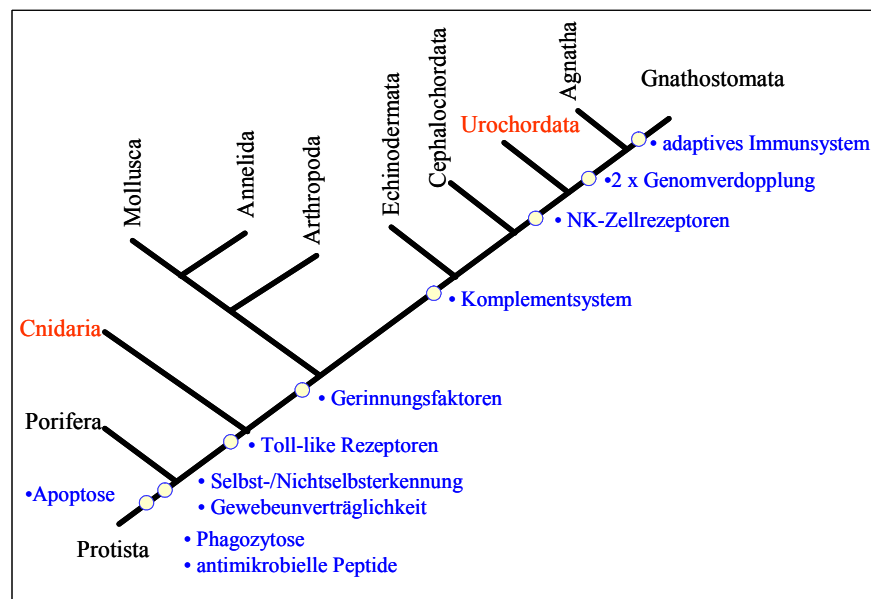 Agnatha
Gnathostomata
Cephalochordata
Urochordata
• adaptives Immunsystem
Mollusca
Annelida
Arthropoda
Echinodermata
•2 x Genomverdopplung
• NK-Zellrezeptoren
• Komplementsystem
Cnidaria
• Gerinnungsfaktoren
Porifera
• Toll-like Rezeptoren
•Apoptose
• Selbst-/Nichtselbsterkennung
• Gewebeunverträglichkeit
Protista
• Phagozytose
• antimikrobielle Peptide